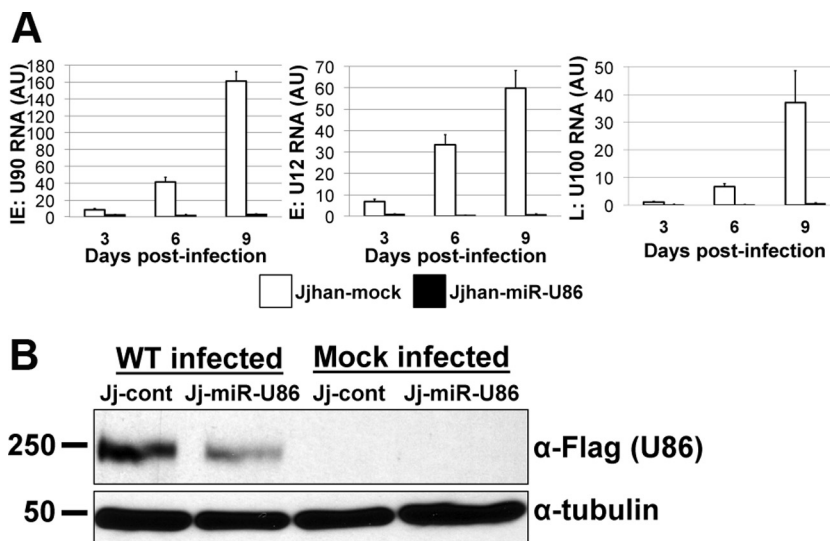 A
IE: U90 RNA (AU)
180
160
140
120
100
80
60
40
20
0
3 6 9
Days post-infection
E: U12 RNA (AU)
70
60
50
40
30
20
10
0
3 6 9
Days post-infection
L: U100 RNA (AU)
50
40
30
20
10
0
3 6 9
Days post-infection
Jjhan-mock Jjhan-miR-U86
B
WT infected Mock infected
Jj-cont Jj-miR-U86 Jj-cont Jj-miR-U86
250 α-Flag (U86)
50 α-tubulin